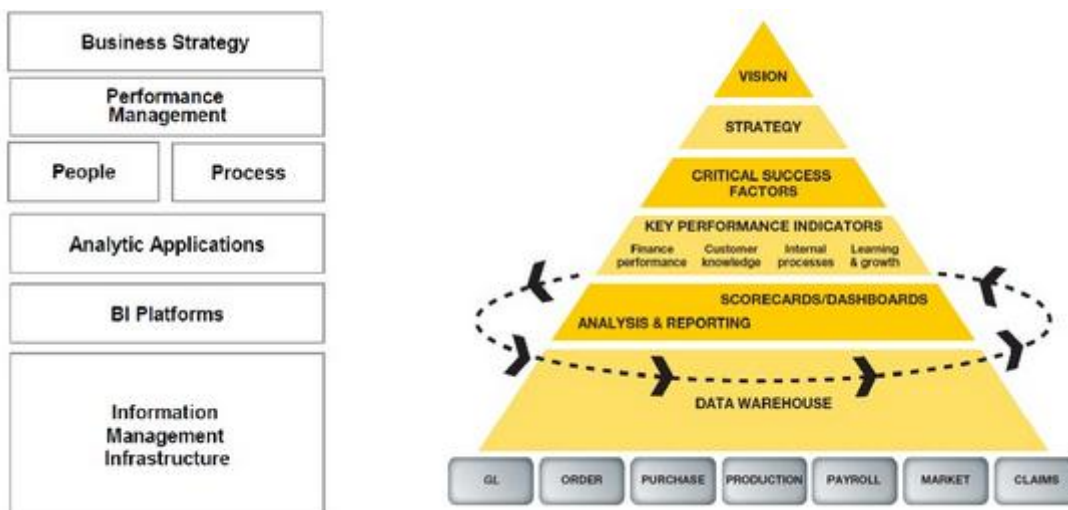 Business Strategy
Performance
Management
People
Process
Analytic Applications
BI Platforms
Information
Management
Infrastructure
VISION
STRATEGY
CRITICAL SUCCESS
FACTORS
KEY PERFORMANCE INDICATORS
Finance performance
Customer knowledge
Internal processes
Learning & growth
SCORECARDS/DASHBOARDS
ANALYSIS & REPORTING
DATA WAREHOUSE
GL
ORDER
PURCHASE
PRODUCTION
PAYROLL
MARKET
CLAIMS